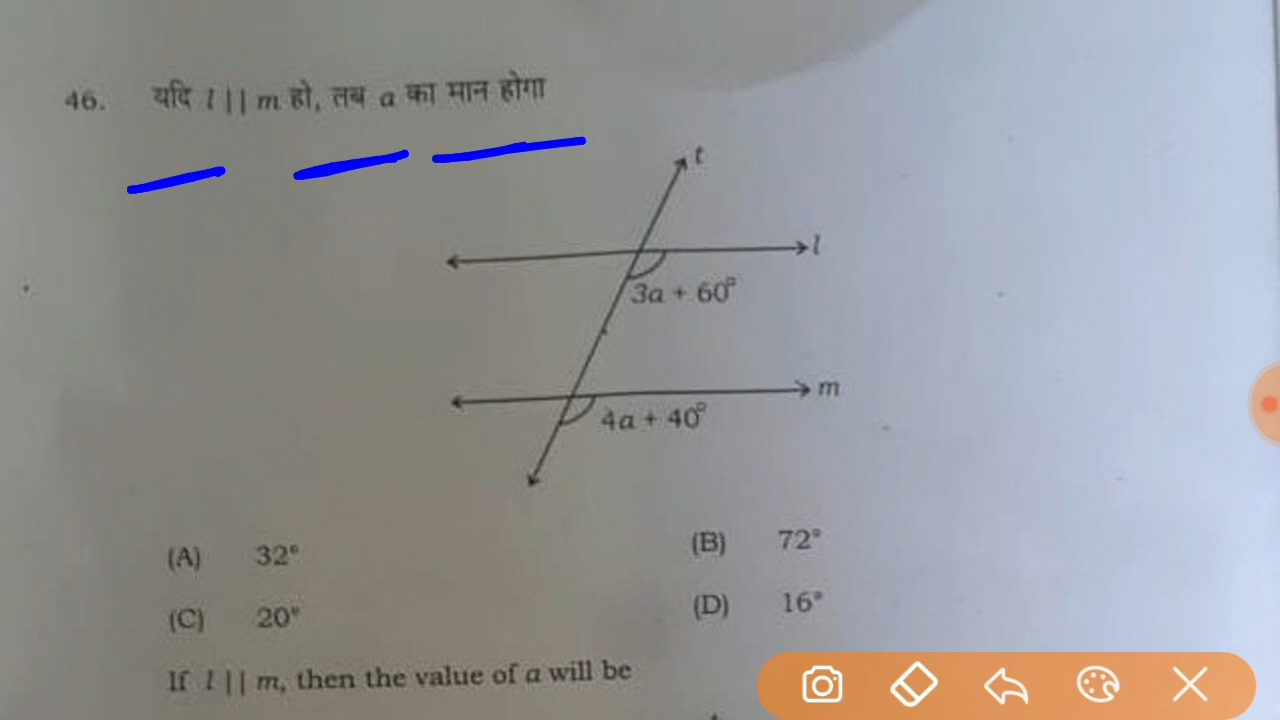 46. यदि l || m हो, तब a का मान होगा
t
l
3a + 60°
m
4a + 40°
(A) 32° (B) 72°
(C) 20° (D) 16°
If l || m, then the value of a will be